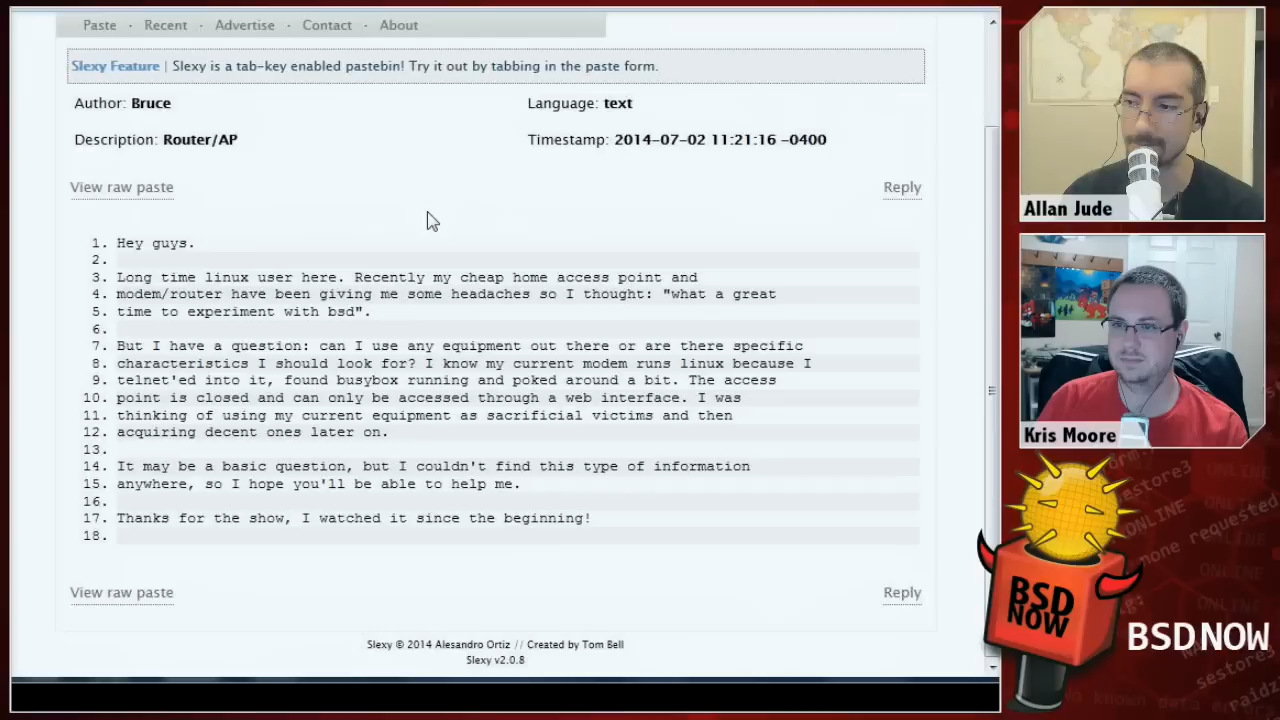 Paste · Recent · Advertise · Contact · About
Slexy Feature | Slexy is a tab-key enabled pastebin! Try it out by tabbing in the paste form.
Author: Bruce
Language: text
Description: Router/AP
Timestamp: 2014-07-02 11:21:16 -0400
View raw paste
Reply
1. Hey guys.
2.
3. Long time linux user here. Recently my cheap home access point and
4. modem/router have been giving me some headaches so I thought: "what a great
5. time to experiment with bsd".
6.
7. But I have a question: can I use any equipment out there or are there specific
8. characteristics I should look for? I know my current modem runs linux because I
9. telnet'ed into it, found busybox running and poked around a bit. The access
10. point is closed and can only be accessed through a web interface. I was
11. thinking of using my current equipment as sacrificial victims and then
12. acquiring decent ones later on.
13.
14. It may be a basic question, but I couldn't find this type of information
15. anywhere, so I hope you'll be able to help me.
16.
17. Thanks for the show, I watched it since the beginning!
18.
View raw paste
Reply
Slexy © 2014 Alesandro Ortiz // Created by Tom Bell
Slexy v2.0.8
Allan Jude
Kris Moore
BSD
NOW
BSD NOW
ONLINE
none requested
ONLINE
ONLINE